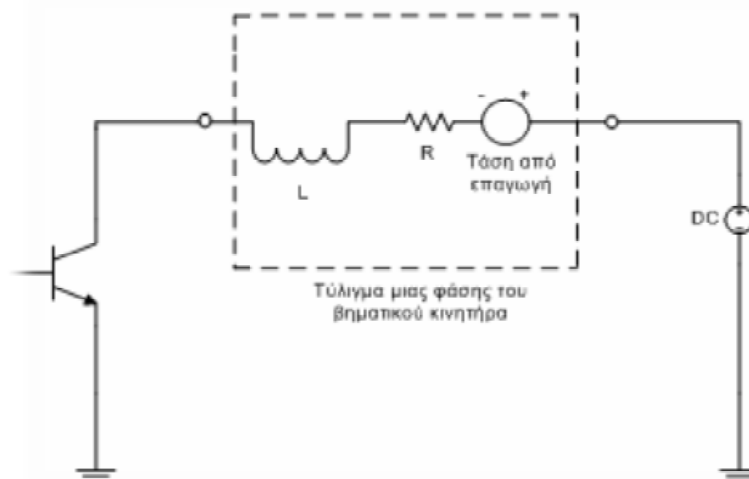 - +
R
Τάση από
επαγωγή
L
DC
Τύλιγμα μιας φάσης του
βηματικού κινητήρα